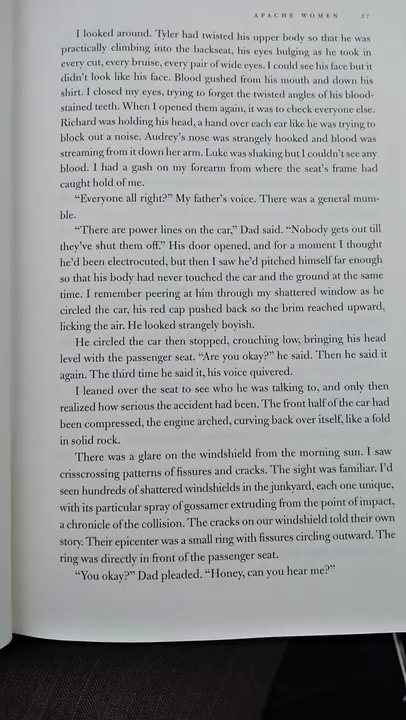 APACHE WOMEN 37
I looked around. Tyler had twisted his upper body so that he was
practically climbing into the backseat, his eyes bulging as he took in
every cut, every bruise, every pair of wide eyes. I could see his face but it
didn't look like his face. Blood gushed from his mouth and down his
shirt. I closed my eyes, trying to forget the twisted angles of his blood-
stained teeth. When I opened them again, it was to check everyone else.
Richard was holding his head, a hand over each ear like he was trying to
block out a noise. Audrey's nose was strangely hooked and blood was
streaming from it down her arm. Luke was shaking but I couldn't see any
blood. I had a gash on my forearm from where the seat's frame had
caught hold of me.
"Everyone all right?" My father's voice. There was a general mum-
ble.
"There are power lines on the car," Dad said. "Nobody gets out till
they've shut them off." His door opened, and for a moment I thought
he'd been electrocuted, but then I saw he'd pitched himself far enough
so that his body had never touched the car and the ground at the same
time. I remember peering at him through my shattered window as he
circled the car, his red cap pushed back so the brim reached upward,
licking the air. He looked strangely boyish.
He circled the car then stopped, crouching low, bringing his head
level with the passenger seat. "Are you okay?" he said. Then he said it
again. The third time he said it, his voice quivered.
I leaned over the seat to see who he was talking to, and only then
realized how serious the accident had been. The front half of the car had
been compressed, the engine arched, curving back over itself, like a fold
in solid rock.
There was a glare on the windshield from the morning sun. I saw
crisscrossing patterns of fissures and cracks. The sight was familiar. I'd
seen hundreds of shattered windshields in the junkyard, each one unique,
with its particular spray of gossamer extruding from the point of impact,
a chronicle of the collision. The cracks on our windshield told their own
story. Their epicenter was a small ring with fissures circling outward. The
ring was directly in front of the passenger seat.
"You okay?" Dad pleaded. "Honey, can you hear me?"